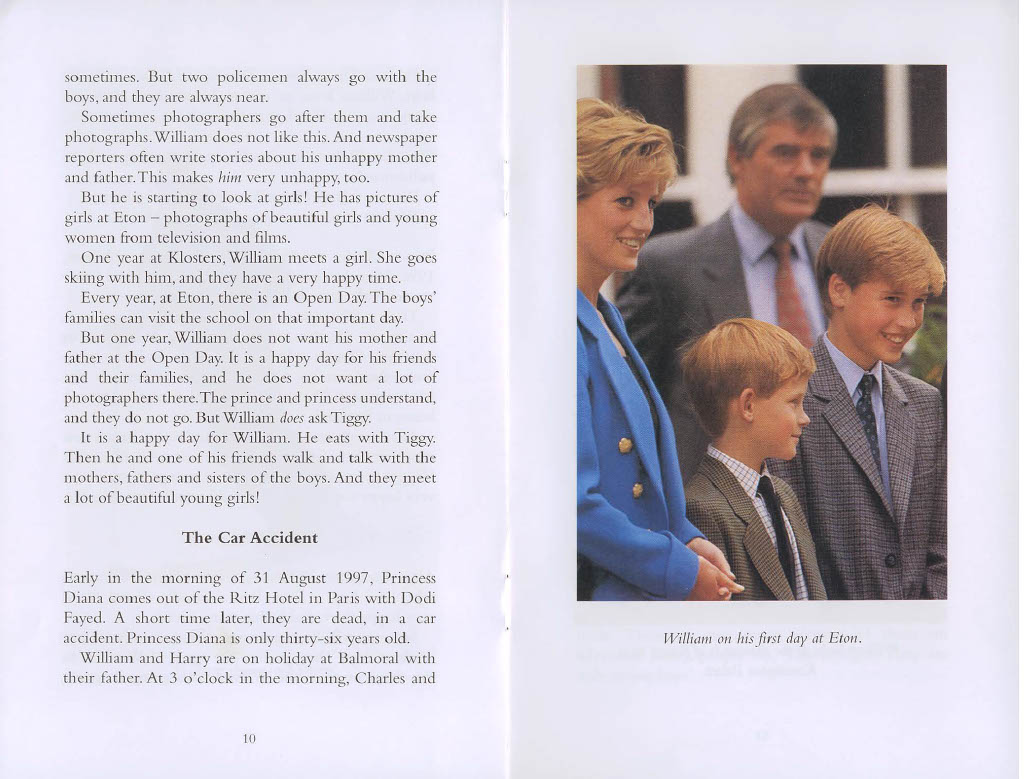 sometimes. But two policemen always go with the
boys, and they are always near.
Sometimes photographers go after them and take
photographs. William does not like this. And newspaper
reporters often write stories about his unhappy mother
and father. This makes him very unhappy, too.
But he is starting to look at girls! He has pictures of
girls at Eton – photographs of beautiful girls and young
women from television and films.
One year at Klosters, William meets a girl. She goes
skiing with him, and they have a very happy time.
Every year, at Eton, there is an Open Day. The boys'
families can visit the school on that important day.
But one year, William does not want his mother and
father at the Open Day. It is a happy day for his friends
and their families, and he does not want a lot of
photographers there. The prince and princess understand,
and they do not go. But William does ask Tiggy.
It is a happy day for William. He eats with Tiggy.
Then he and one of his friends walk and talk with the
mothers, fathers and sisters of the boys. And they meet
a lot of beautiful young girls!
The Car Accident
Early in the morning of 31 August 1997, Princess
Diana comes out of the Ritz Hotel in Paris with Dodi
Fayed. A short time later, they are dead, in a car
accident. Princess Diana is only thirty-six years old.
William and Harry are on holiday at Balmoral with
their father. At 3 o'clock in the morning, Charles and
10
William on his first day at Eton.